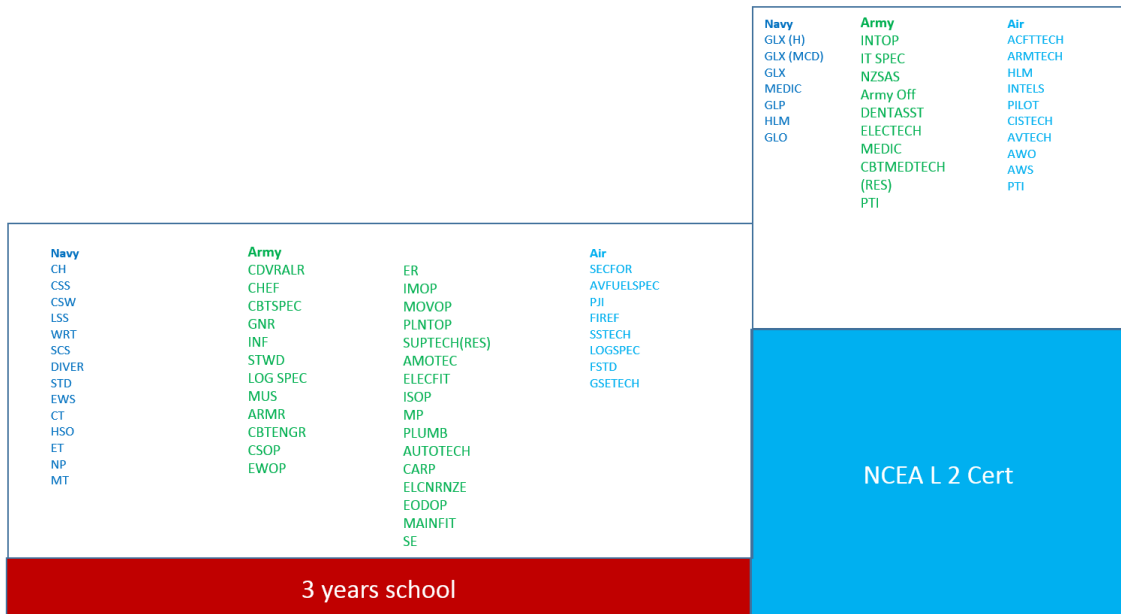 Navy
GLX (H)
GLX (MCD)
GLX
MEDIC
GLP
HLM
GLO
Army
INTOP
IT SPEC
NZSAS
Army Off
DENTASST
ELECTECH
MEDIC
CBTMEDTECH
(RES)
PTI
Air
ACFTTECH
ARMTECH
HLM
INTELS
PILOT
CISTECH
AVTECH
AWO
AWS
PTI
Navy
CH
CSS
CSW
LSS
WRT
SCS
DIVER
STD
EWS
CT
HSO
ET
NP
MT
Army
CDVRALR
CHEF
CBTSPEC
GNR
INF
STWD
LOG SPEC
MUS
ARMR
CBTENGR
CSOP
EWOP
ER
IMOP
MOVOP
PLNTOP
SUPTECH(RES)
AMOTEC
ELECFIT
ISOP
MP
PLUMB
AUTOTECH
CARP
ELCNRNZE
EODOP
MAINFIT
SE
Air
SECFOR
AVFUELSPEC
PJI
FIREF
SSTECH
LOGSPEC
FSTD
GSETECH
NCEA L 2 Cert
3 years school